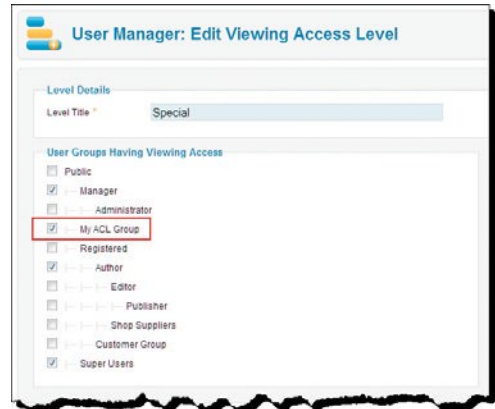 User Manager: Edit Viewing Access Level
Level Details
Level Title * Special
User Groups Having Viewing Access
Public
Manager
Administrator
My ACL Group
Registered
Author
Editor
Publisher
Shop Suppliers
Customer Group
Super Users